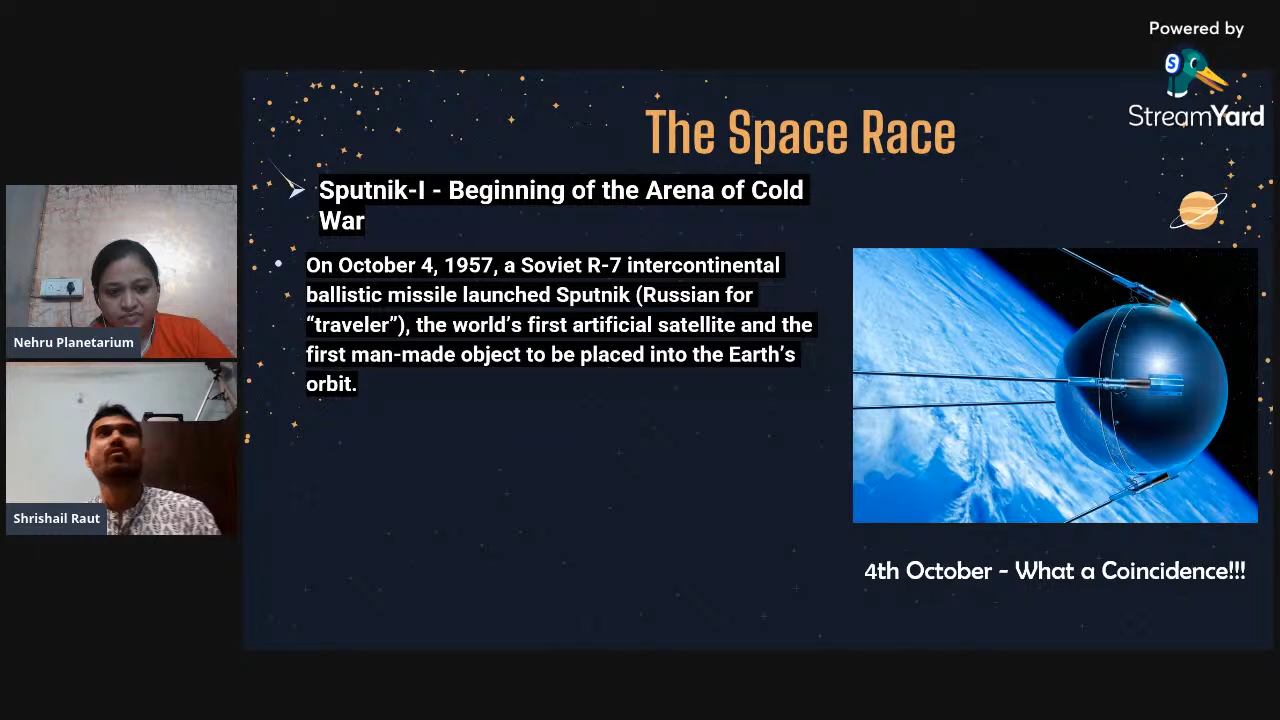 Powered by
S
StreamYard
The Space Race
Sputnik-I - Beginning of the Arena of Cold
War
On October 4, 1957, a Soviet R-7 intercontinental
ballistic missile launched Sputnik (Russian for
“traveler”), the world’s first artificial satellite and the
first man-made object to be placed into the Earth’s
orbit.
4th October - What a Coincidence!!!
Nehru Planetarium
Shrishail Raut